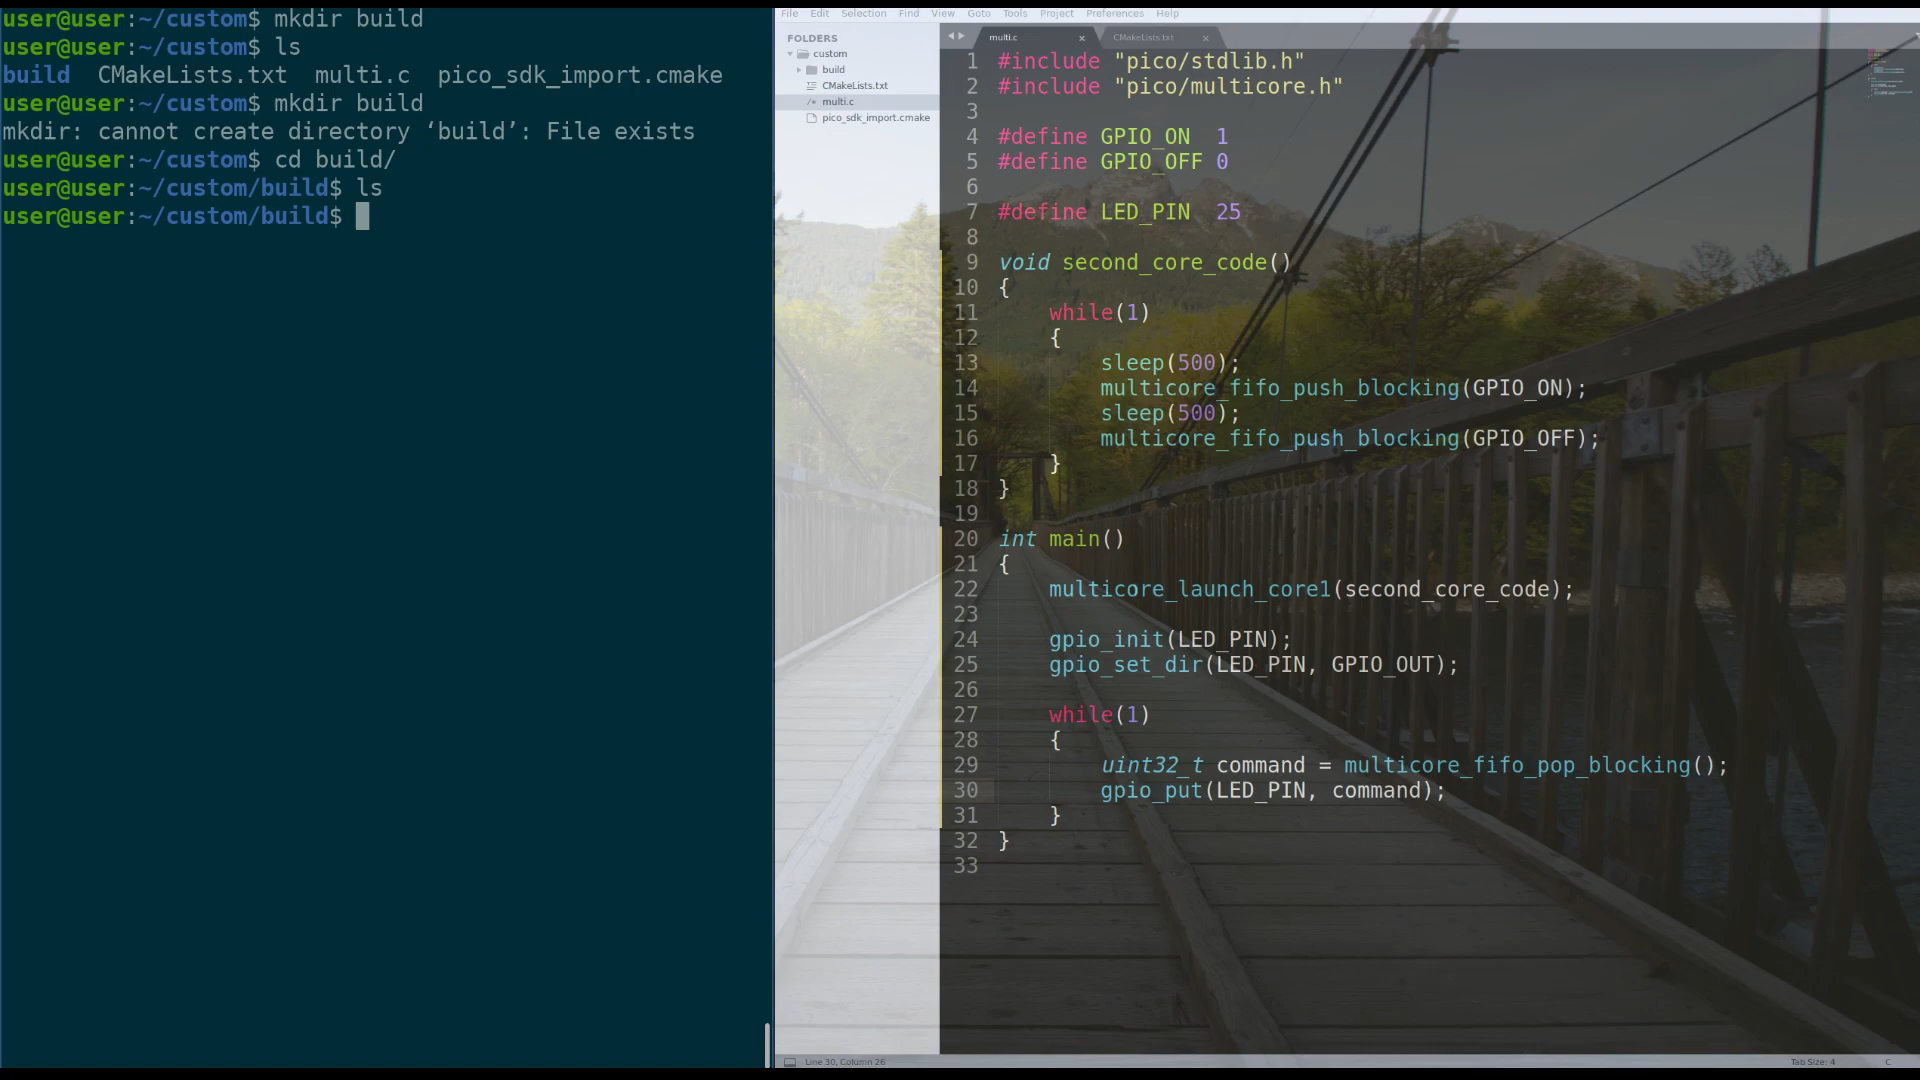 user@user:~/custom$ mkdir build
user@user:~/custom$ ls
build  CMakeLists.txt  multi.c  pico_sdk_import.cmake
user@user:~/custom$ mkdir build
mkdir: cannot create directory ‘build’: File exists
user@user:~/custom$ cd build/
user@user:~/custom/build$ ls
user@user:~/custom/build$
File Edit Selection Find View Goto Tools Project Preferences Help
FOLDERS
custom
build
CMakeLists.txt
multi.c
pico_sdk_import.cmake
multi.c × CMakeLists.txt ×
1 #include "pico/stdlib.h"
2 #include "pico/multicore.h"
3
4 #define GPIO_ON  1
5 #define GPIO_OFF 0
6
7 #define LED_PIN  25
8
9 void second_core_code()
10 {
11     while(1)
12     {
13         sleep(500);
14         multicore_fifo_push_blocking(GPIO_ON);
15         sleep(500);
16         multicore_fifo_push_blocking(GPIO_OFF);
17     }
18 }
19
20 int main()
21 {
22     multicore_launch_core1(second_core_code);
23
24     gpio_init(LED_PIN);
25     gpio_set_dir(LED_PIN, GPIO_OUT);
26
27     while(1)
28     {
29         uint32_t command = multicore_fifo_pop_blocking();
30         gpio_put(LED_PIN, command);
31     }
32 }
33
Line 30, Column 26 Tab Size: 4 C